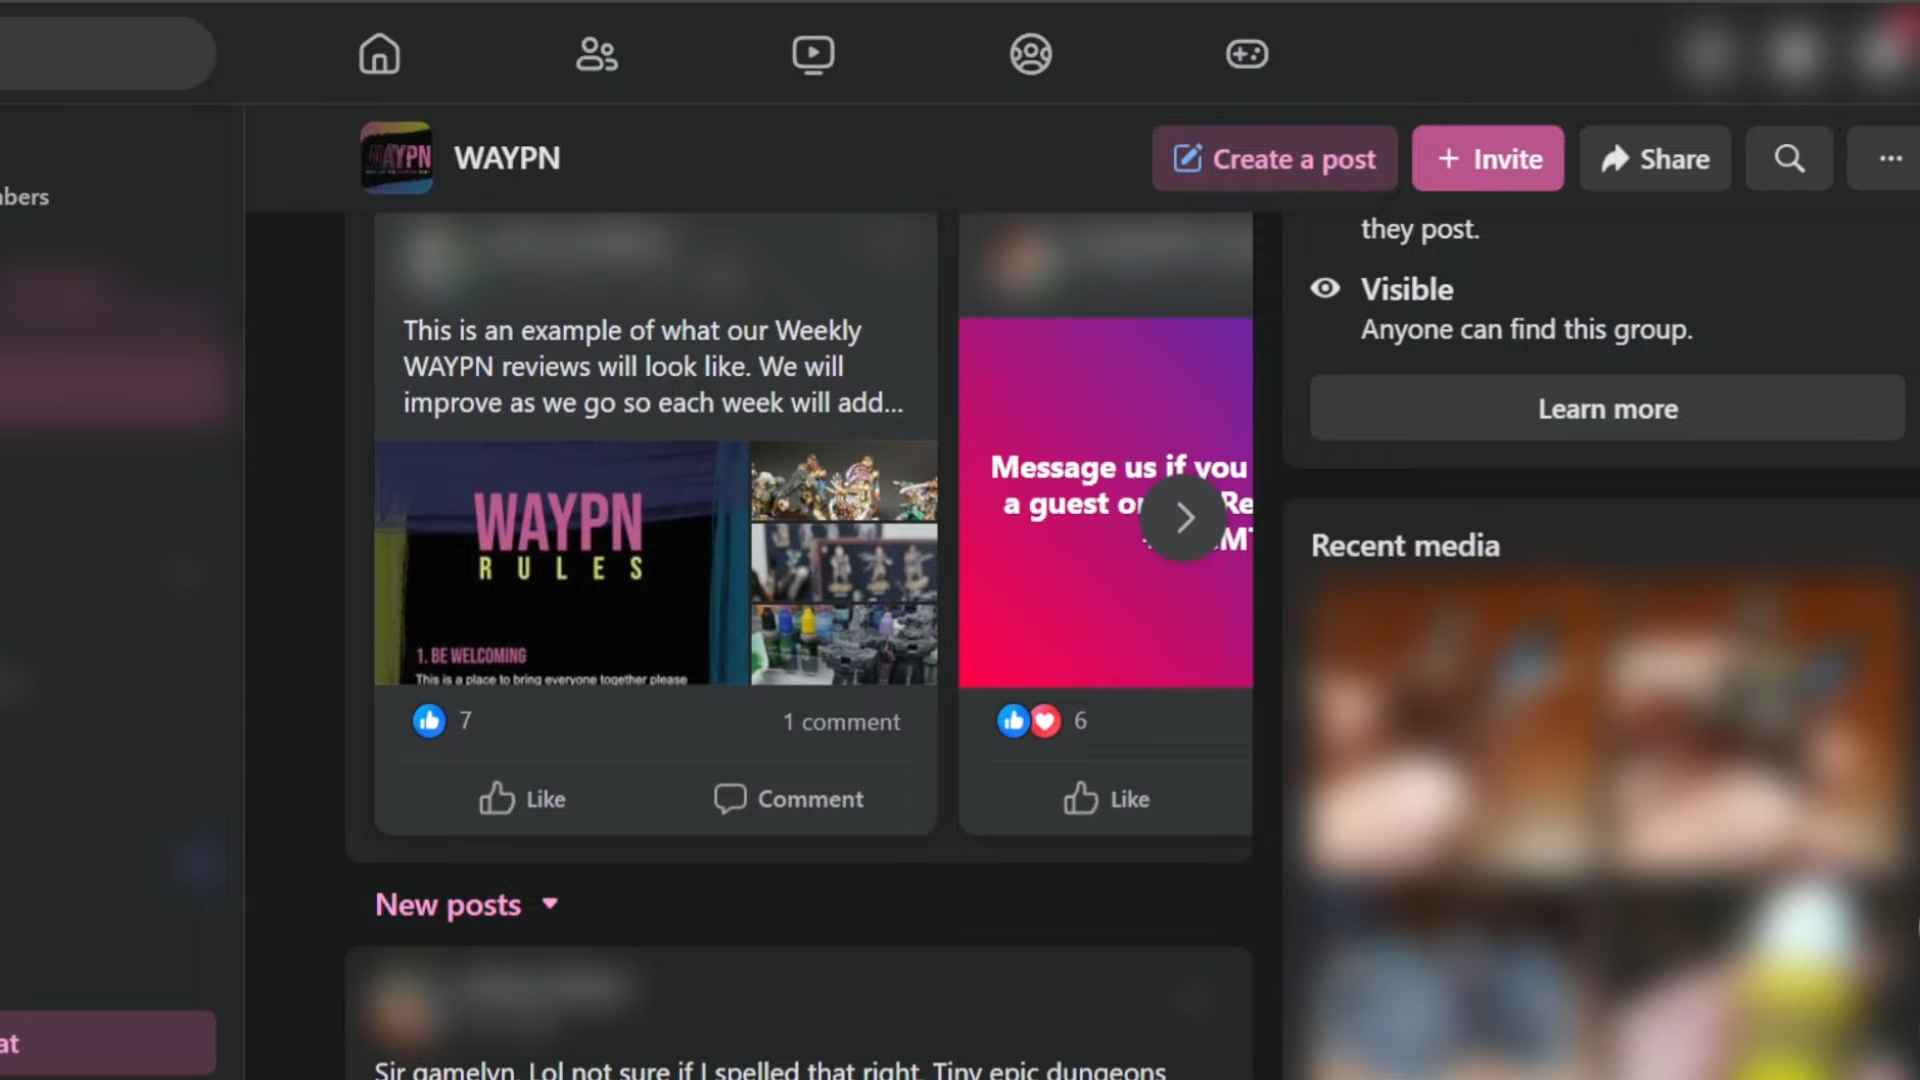 WAYPN
Create a post
+ Invite
Share
...
bers
they post.
Visible
Anyone can find this group.
Learn more
This is an example of what our Weekly
WAYPN reviews will look like. We will
improve as we go so each week will add...
WAYPN
RULES
1. BE WELCOMING
This is a place to bring everyone together please
Message us if you
a guest
Re
7
1 comment
6
Like
Comment
Like
Recent media
New posts
at
Sir gamelyn. Lol not sure if I spelled that right. Tiny epic dungeons